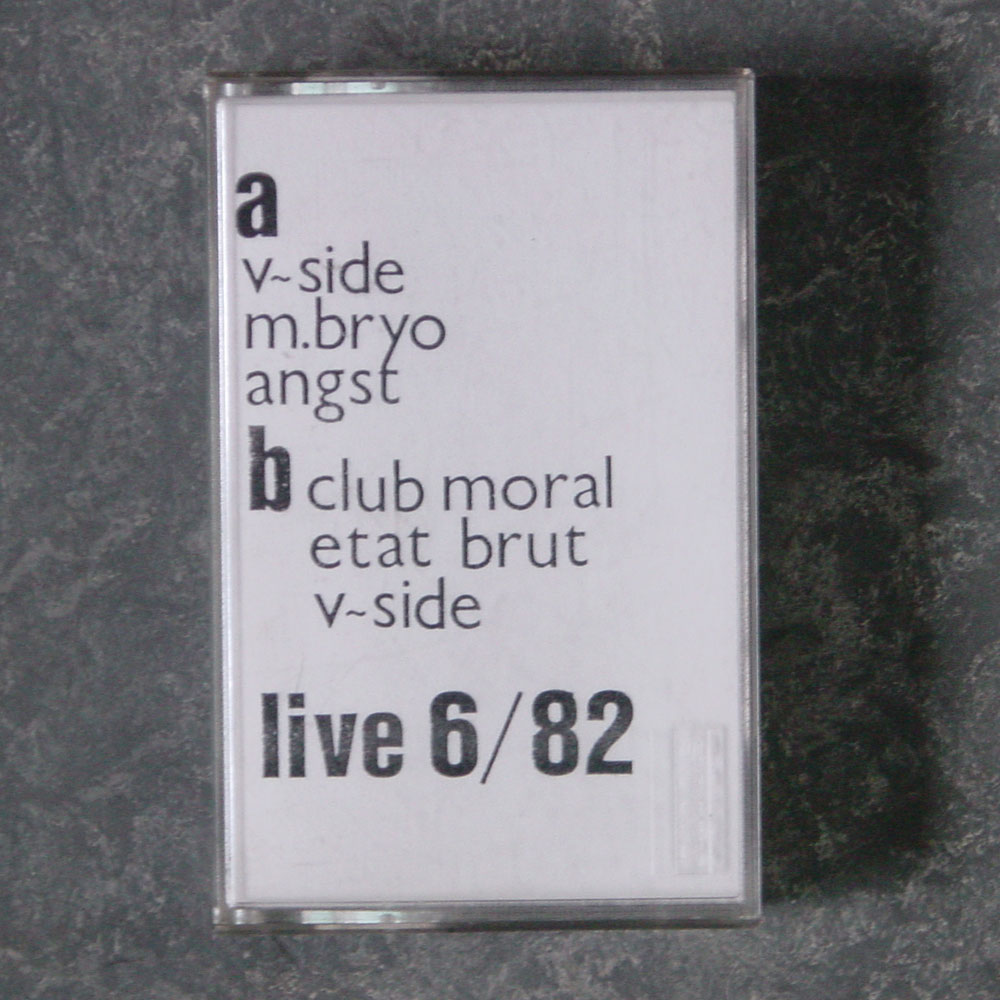 a
v~side
m.bryo
angst
b club moral
etat brut
v~side
live 6/82